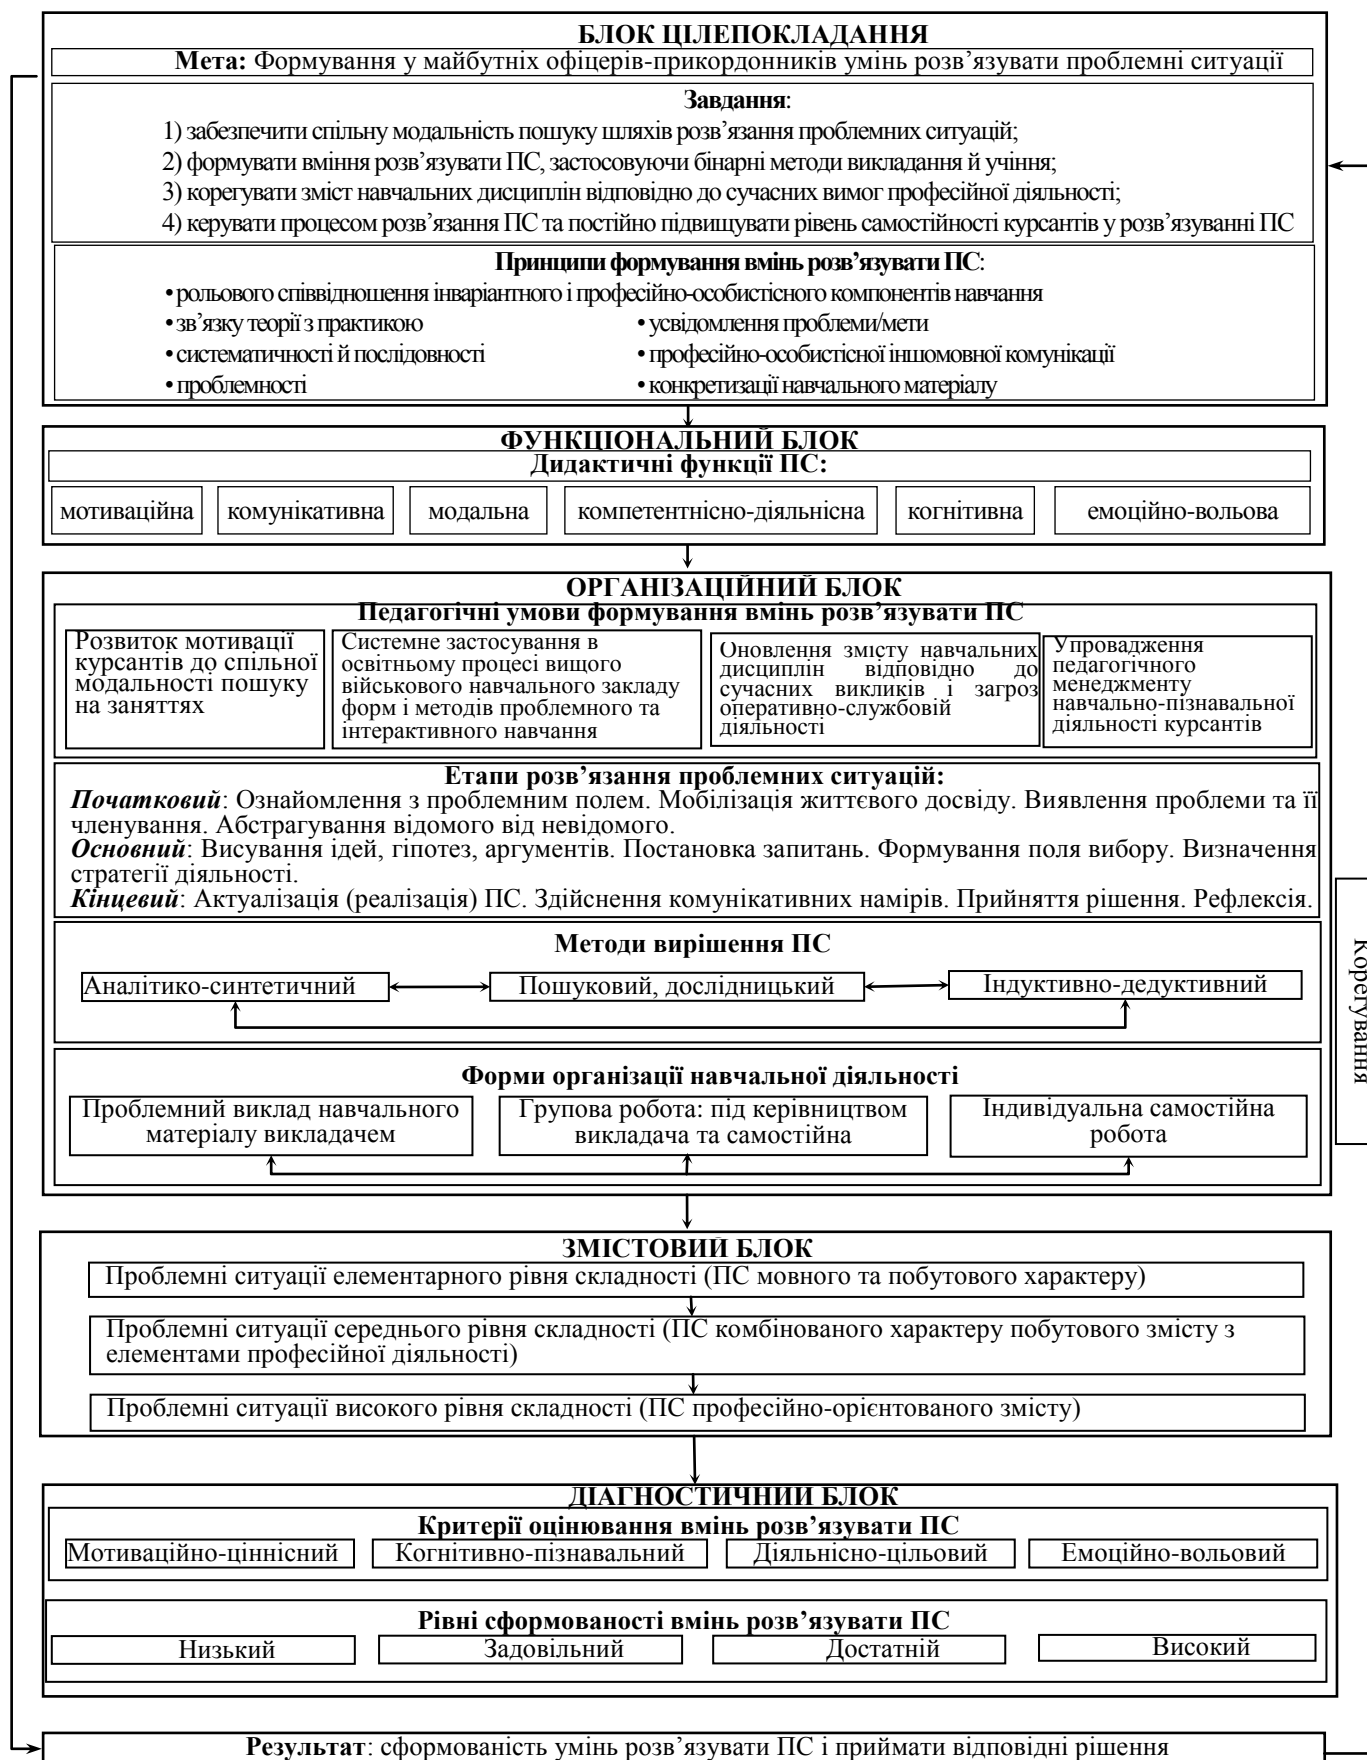 БЛОК ЦІЛЕПОКЛАДАННЯ
Мета: Формування у майбутніх офіцерів-прикордонників умінь розв’язувати проблемні ситуації
Завдання:
1) забезпечити спільну модальність пошуку шляхів розв’язання проблемних ситуацій;
2) формувати вміння розв’язувати ПС, застосовуючи бінарні методи викладання й учіння;
3) корегувати зміст навчальних дисциплін відповідно до сучасних вимог професійної діяльності;
4) керувати процесом розв’язання ПС та постійно підвищувати рівень самостійності курсантів у розв’язуванні ПС
Принципи формування вмінь розв’язувати ПС:
• рольового співвідношення інваріантного і професійно-особистісного компонентів навчання
• зв’язку теорії з практикою • усвідомлення проблеми/мети
• систематичності й послідовності • професійно-особистісної іншомовної комунікації
• проблемності • конкретизації навчального матеріалу
ФУНКЦІОНАЛЬНИЙ БЛОК
Дидактичні функції ПС:
мотиваційна комунікативна модальна компетентнісно-діяльнісна когнітивна емоційно-вольова
ОРГАНІЗАЦІЙНИЙ БЛОК
Педагогічні умови формування вмінь розв’язувати ПС
Розвиток мотивації
курсантів до спільної
модальності пошуку
на заняттях
Системне застосування в
освітньому процесі вищого
військового навчального закладу
форм і методів проблемного та
інтерактивного навчання
Оновлення змісту навчальних
дисциплін відповідно до
сучасних викликів і загроз
оперативно-службовій
діяльності
Упровадження
педагогічного
менеджменту
навчально-пізнавальної
діяльності курсантів
Етапи розв’язання проблемних ситуацій:
Початковий: Ознайомлення з проблемним полем. Мобілізація життєвого досвіду. Виявлення проблеми та її
членування. Абстрагування відомого від невідомого.
Основний: Висування ідей, гіпотез, аргументів. Постановка запитань. Формування поля вибору. Визначення
стратегії діяльності.
Кінцевий: Актуалізація (реалізація) ПС. Здійснення комунікативних намірів. Прийняття рішення. Рефлексія.
Методи вирішення ПС
Аналітико-синтетичний Пошуковий, дослідницький Індуктивно-дедуктивний
Форми організації навчальної діяльності
Проблемний виклад навчального
матеріалу викладачем
Групова робота: під керівництвом
викладача та самостійна
Індивідуальна самостійна
робота
Корегування
ЗМІСТОВИЙ БЛОК
Проблемні ситуації елементарного рівня складності (ПС мовного та побутового характеру)
Проблемні ситуації середнього рівня складності (ПС комбінованого характеру побутового змісту з
елементами професійної діяльності)
Проблемні ситуації високого рівня складності (ПС професійно-орієнтованого змісту)
ДІАГНОСТИЧНИЙ БЛОК
Критерії оцінювання вмінь розв’язувати ПС
Мотиваційно-ціннісний Когнітивно-пізнавальний Діяльнісно-цільовий Емоційно-вольовий
Рівні сформованості вмінь розв’язувати ПС
Низький Задовільний Достатній Високий
Результат: сформованість умінь розв’язувати ПС і приймати відповідні рішення